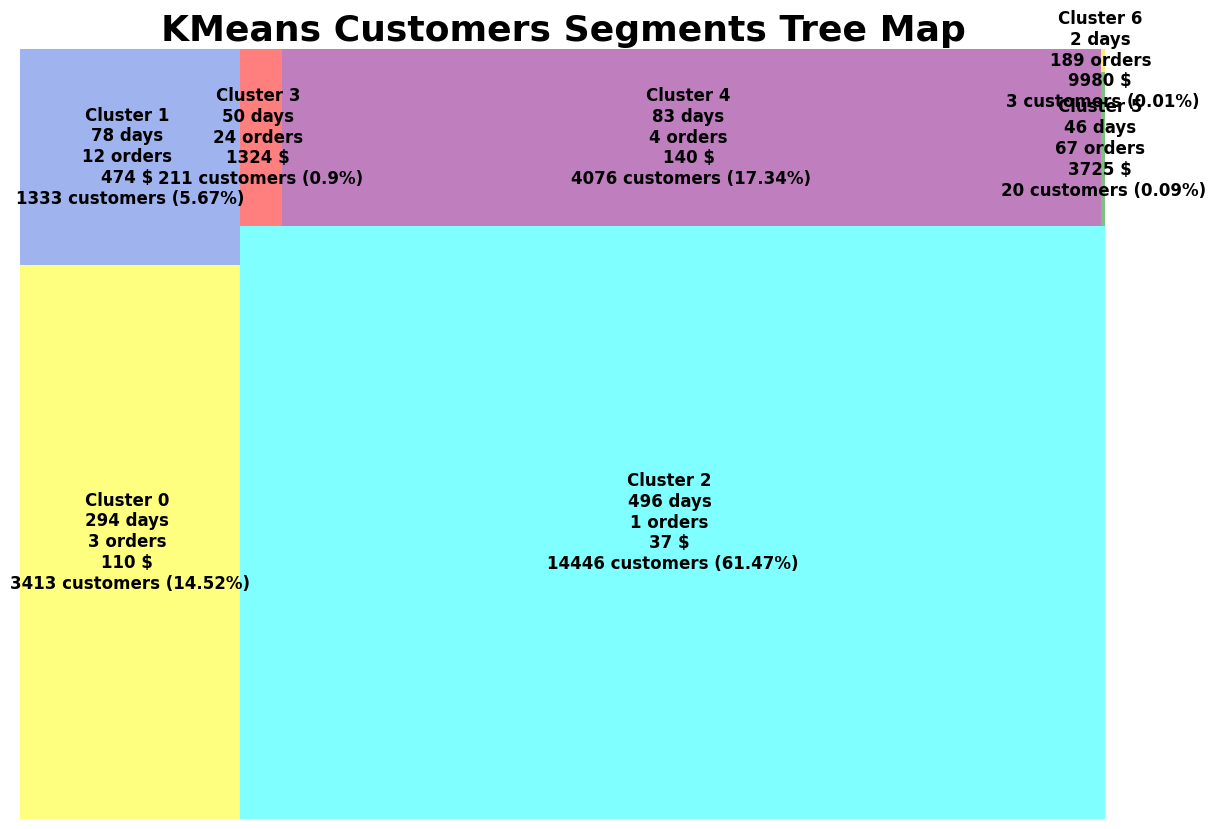 KMeans Customers Segments Tree Map
Cluster 6
2 days
189 orders
9980 $
3 customers (0.01%)
Cluster 5
46 days
67 orders
3725 $
20 customers (0.09%)
Cluster 1
78 days
12 orders
474 $
1333 customers (5.67%)
Cluster 3
50 days
24 orders
1324 $
211 customers (0.9%)
Cluster 4
83 days
4 orders
140 $
4076 customers (17.34%)
Cluster 0
294 days
3 orders
110 $
3413 customers (14.52%)
Cluster 2
496 days
1 orders
37 $
14446 customers (61.47%)